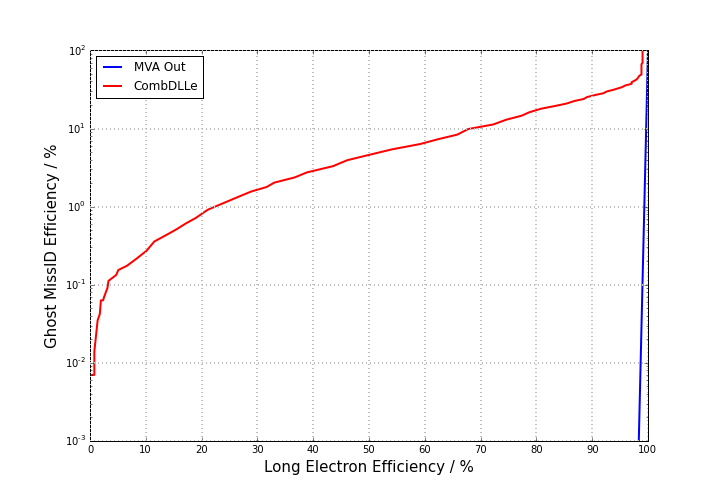 MVA Out
CombDLLe
10²
10¹
10⁰
10⁻¹
10⁻²
10⁻³
Ghost MissID Efficiency / %
0 10 20 30 40 50 60 70 80 90 100
Long Electron Efficiency / %